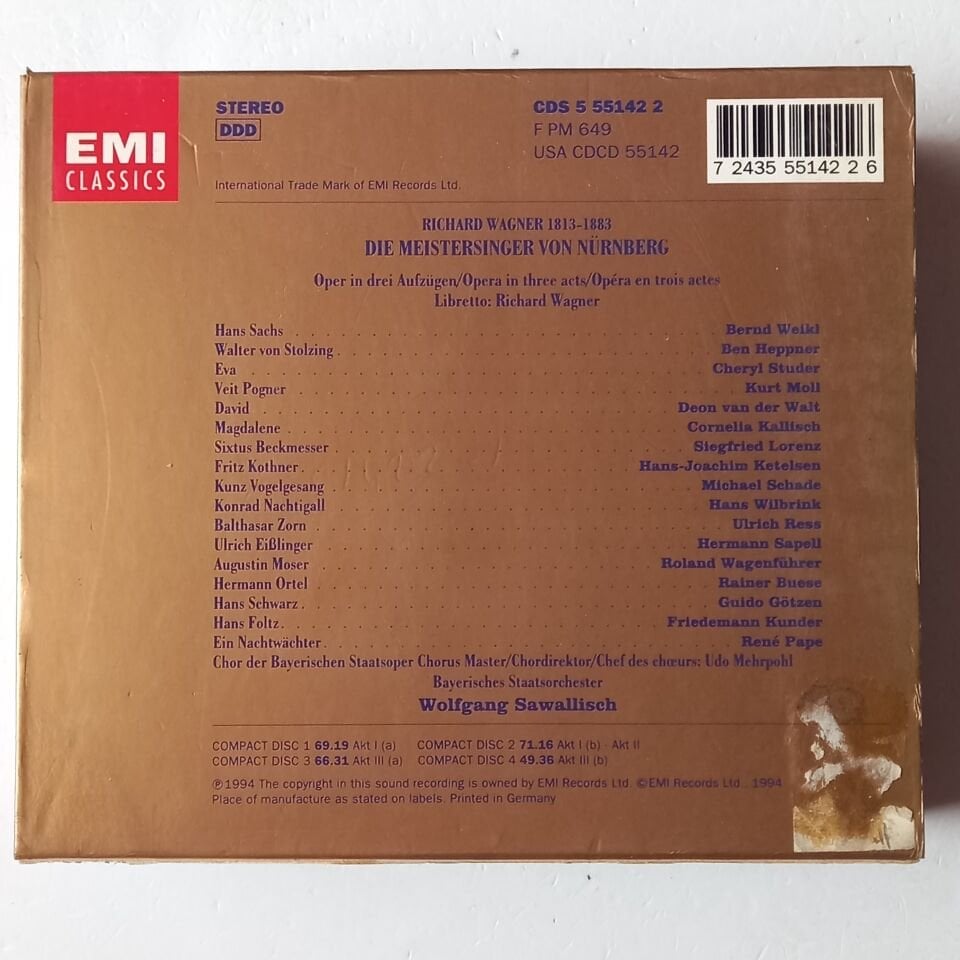 EMI
CLASSICS
STEREO
DDD
International Trade Mark of EMI Records Ltd.
CDS 5 55142 2
F PM 649
USA CDCD 55142
7 24355 55142 2 6
RICHARD WAGNER 1813-1883
DIE MEISTERSINGER VON NÜRNBERG
Oper in drei Aufzügen/Opera in three acts/Opéra en trois actes
Libretto: Richard Wagner
Hans Sachs . . . . . Bernd Weikl
Walter von Stolzing . . . . . Ben Heppner
Eva . . . . . Cheryl Studer
Veit Pogner . . . . . Kurt Moll
David . . . . . Deon van der Walt
Magdalene . . . . . Cornelia Kallisch
Sixtus Beckmesser . . . . . Siegfried Lorenz
Fritz Kothner . . . . . Hans-Joachim Ketelsen
Kunz Vogelgesang . . . . . Michael Schade
Konrad Nachtigall . . . . . Hans Wilbrink
Balthasar Zorn . . . . . Ulrich Ress
Ulrich Eißlinger . . . . . Hermann Sapell
Augustin Moser . . . . . Roland Wagenführer
Hermann Ortel . . . . . Rainer Buese
Hans Schwarz . . . . . Guido Götzen
Hans Foltz . . . . . Friedemann Kunder
Ein Nachtwächter . . . . . René Pape
Chor der Bayerischen Staatsoper Chorus Master/Chordirektor/Chef des chœurs: Udo Mehrpohl
Bayerisches Staatsorchester
Wolfgang Sawallisch
COMPACT DISC 1 69.19 Akt I (a) COMPACT DISC 2 71.16 Akt I (b) · Akt II
COMPACT DISC 3 66.31 Akt III (a) COMPACT DISC 4 49.36 Akt III (b)
℗1994 The copyright in this sound recording is owned by EMI Records Ltd. ©EMI Records Ltd., 1994
Place of manufacture as stated on labels. Printed in Germany